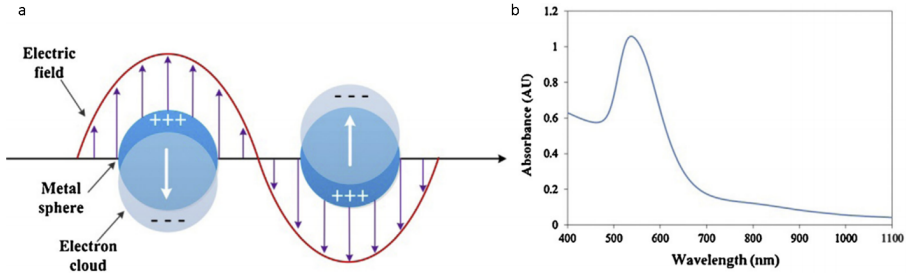 a
Electric
field
+++
- - -
Metal
sphere
- - -
+++
Electron
cloud
b
1.2
1
0.8
0.6
0.4
0.2
0
Absorbance (AU)
400 500 600 700 800 900 1000 1100
Wavelength (nm)